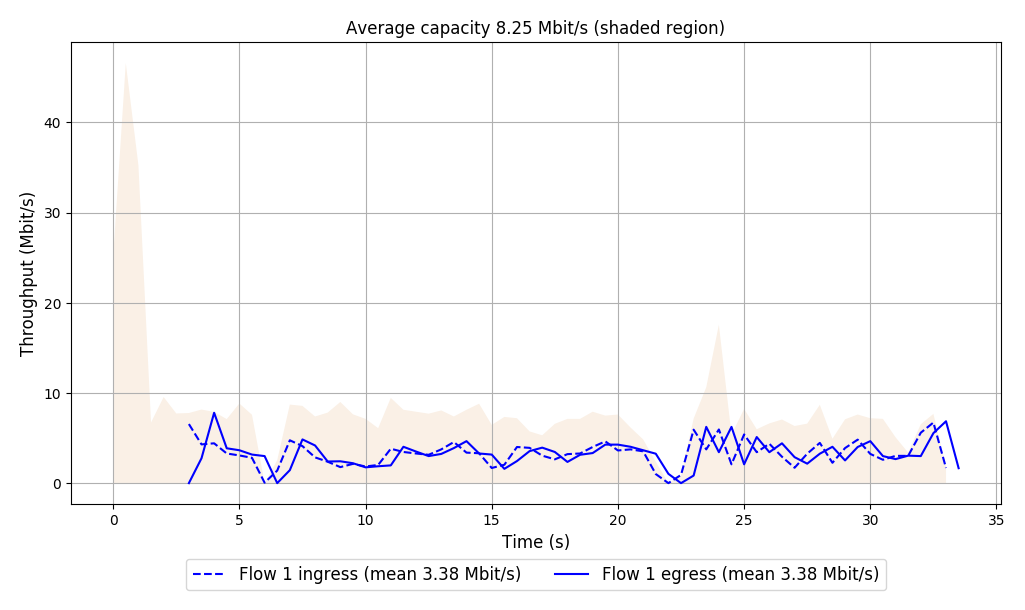 Average capacity 8.25 Mbit/s (shaded region)
Throughput (Mbit/s)
40
30
20
10
0
0 5 10 15 20 25 30 35
Time (s)
Flow 1 ingress (mean 3.38 Mbit/s) Flow 1 egress (mean 3.38 Mbit/s)